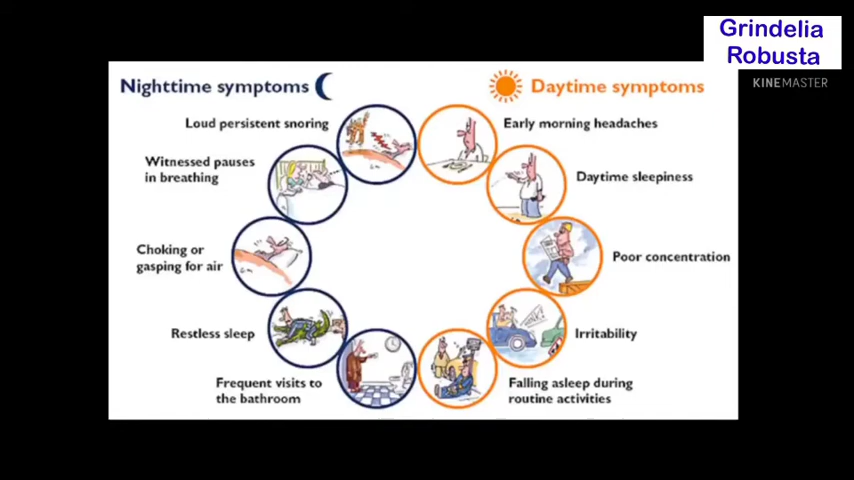 Grindelia
Robusta
KINEMASTER
Nighttime symptoms
Daytime symptoms
Loud persistent snoring
Early morning headaches
Witnessed pauses
in breathing
Daytime sleepiness
Choking or
gasping for air
Poor concentration
Restless sleep
Irritability
Frequent visits to
the bathroom
Falling asleep during
routine activities